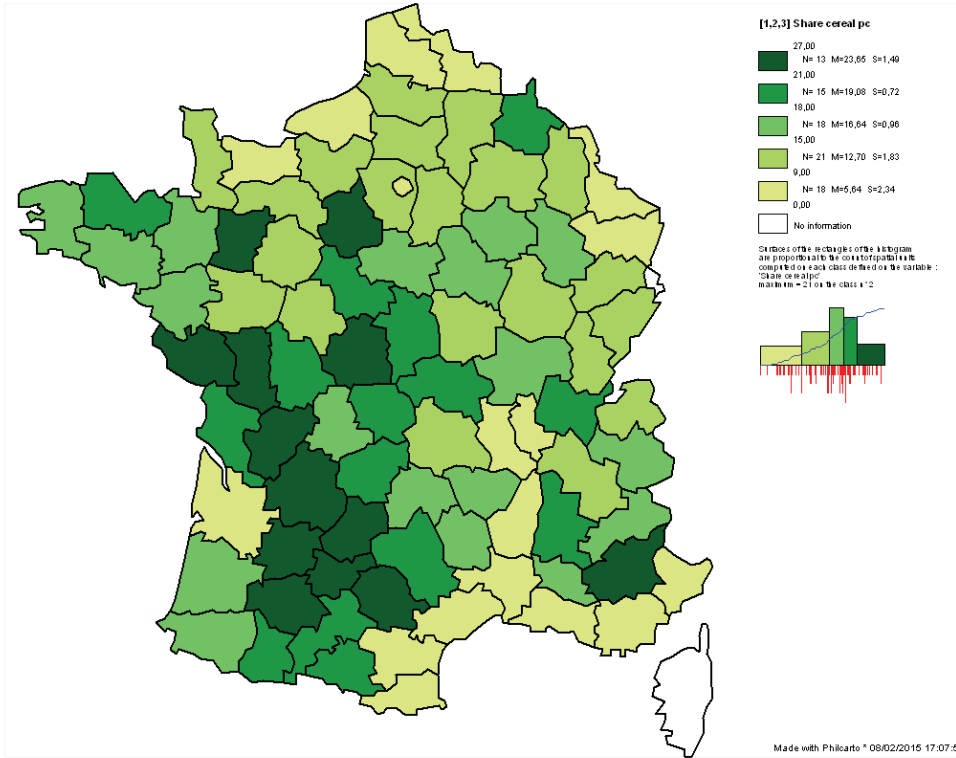 [1,2,3] Share cereal pc
27,00
N= 13 M=23,65 S=1,49
21,00
N= 15 M=19,08 S=0,72
18,00
N= 18 M=16,64 S=0,96
15,00
N= 21 M=12,70 S=1,83
9,00
N= 18 M=5,64 S=2,34
0,00
No information
Surfaces of the rectangles of the histogram
are proportional to the count of spatial units
computed on each class defined on the variable :
'Share cereal pc'
maximum = 21 on the class n° 2
Made with Philcarto * 08/02/2015 17:07:5